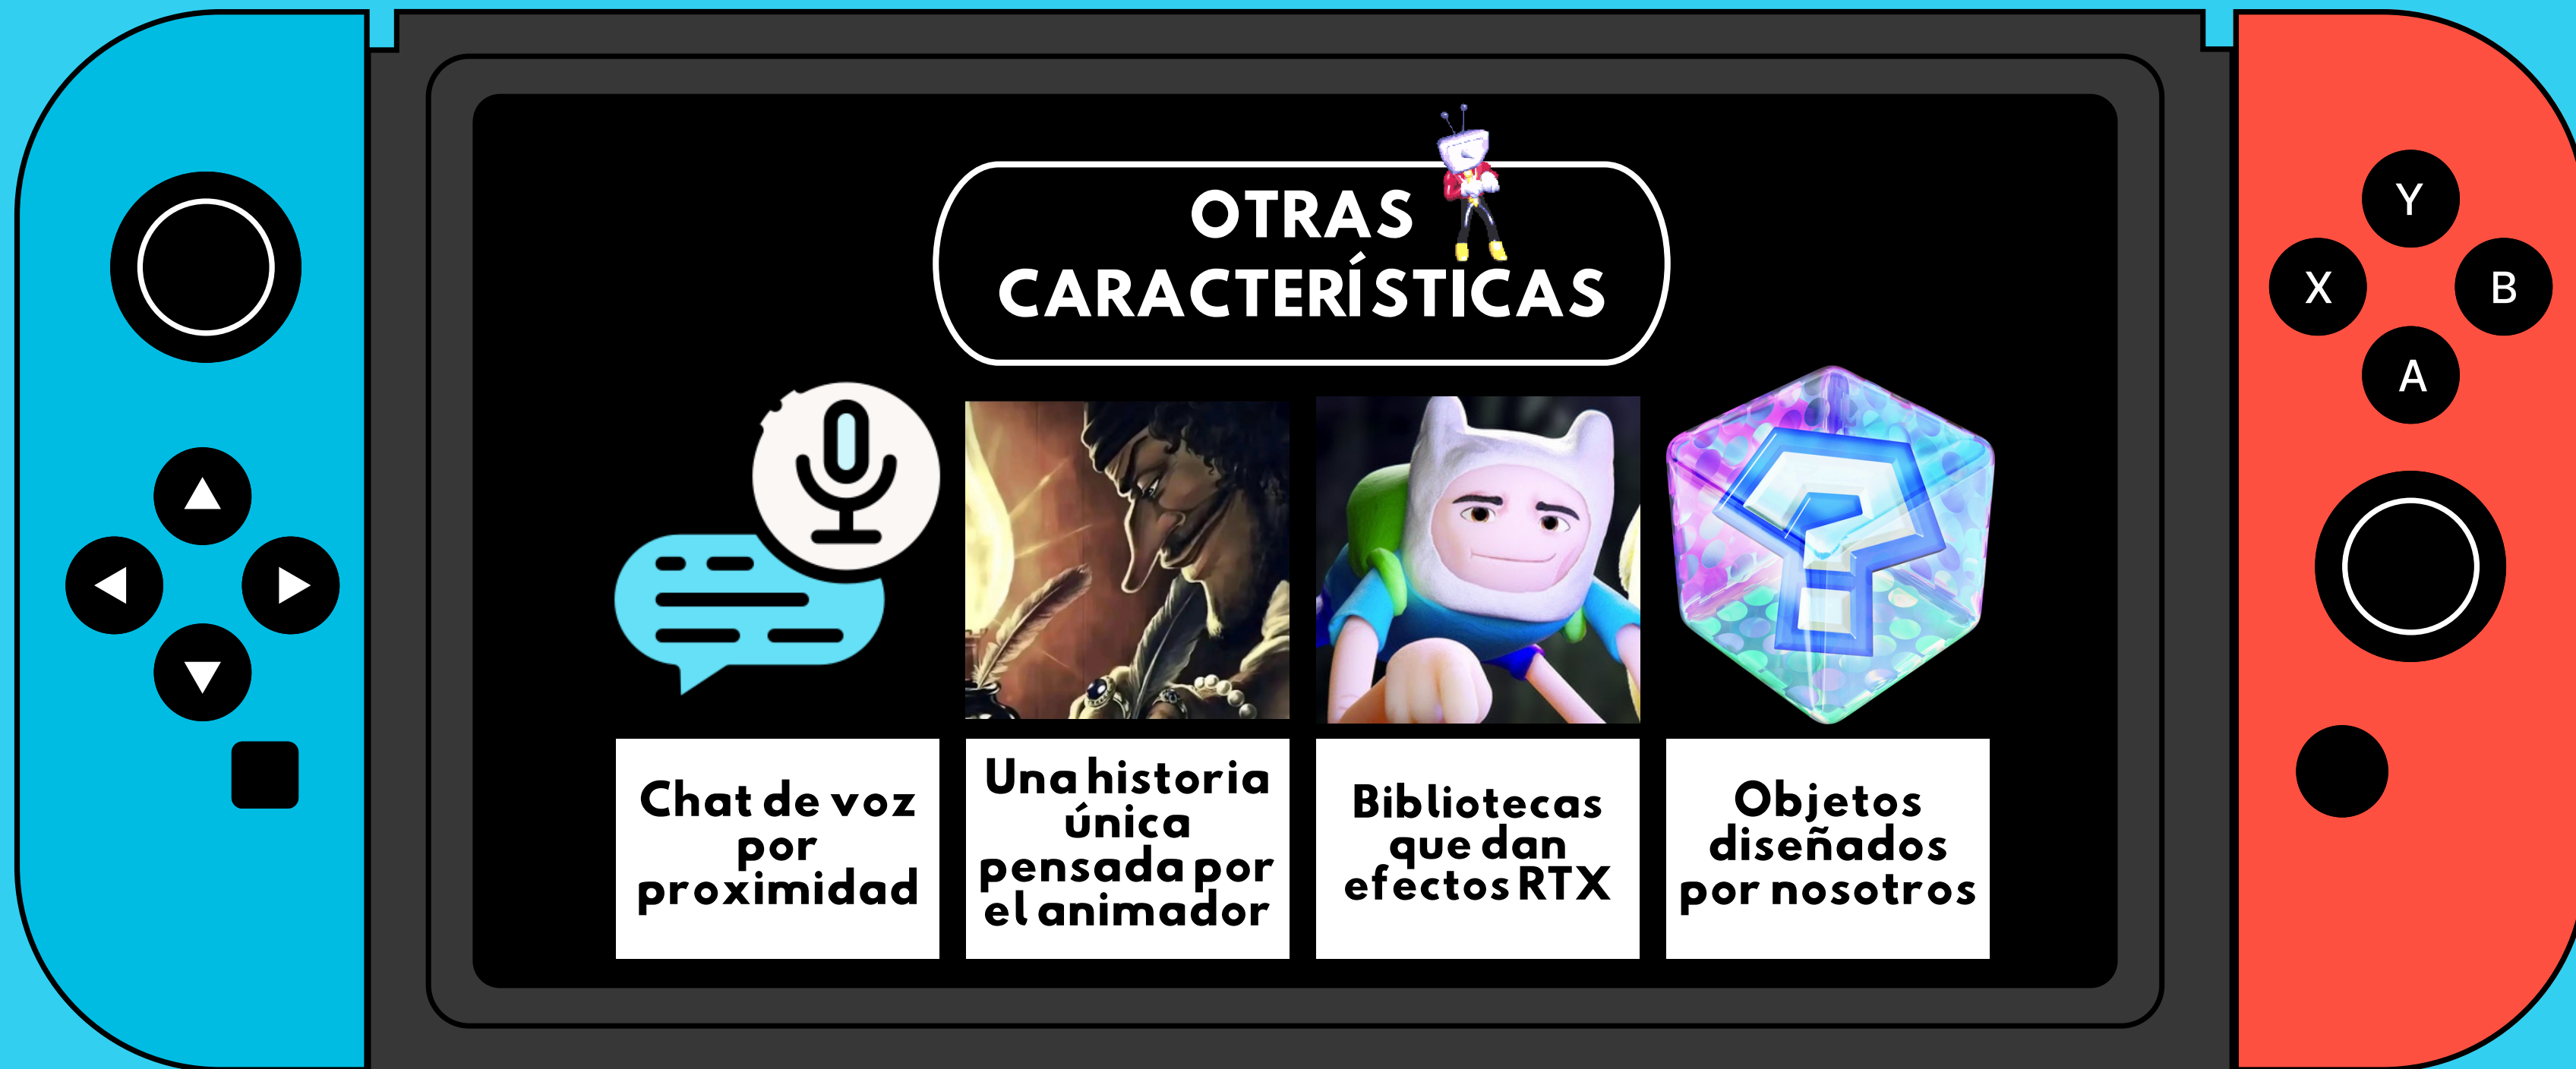 OTRAS
CARACTERÍSTICAS
Y
X
B
A
Chat de voz
por
proximidad
Una historia
única
pensada por
el animador
Bibliotecas
que dan
efectos RTX
Objetos
diseñados
por nosotros